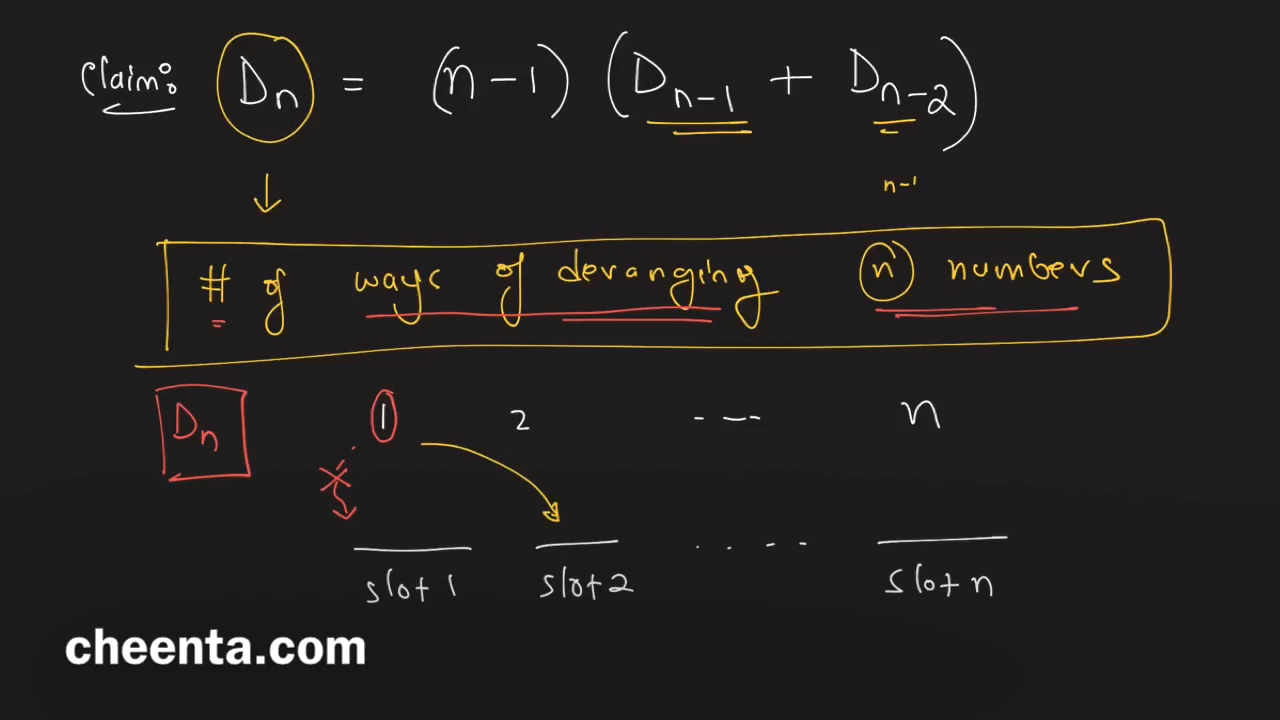 Claim: Dₙ = (n-1) (Dₙ₋₁ + Dₙ₋₂)
n-1
# of ways of deranging n numbers
Dₙ 1 2 ---- n
slot 1 slot 2 ..... slot n
cheenta.com